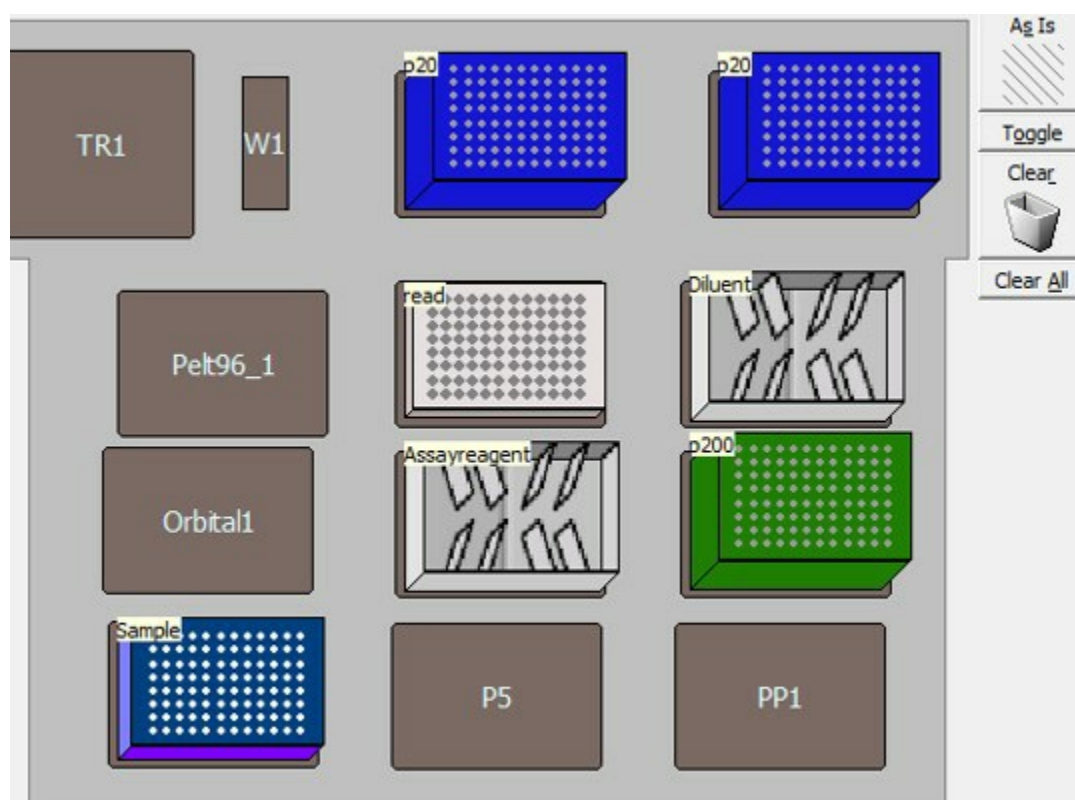 As Is
p20
p20
TR1
W1
Toggle
Clear
Clear All
read
Diluent
Pelt96_1
Assayreagent
p200
Orbital1
Sample
P5
PP1